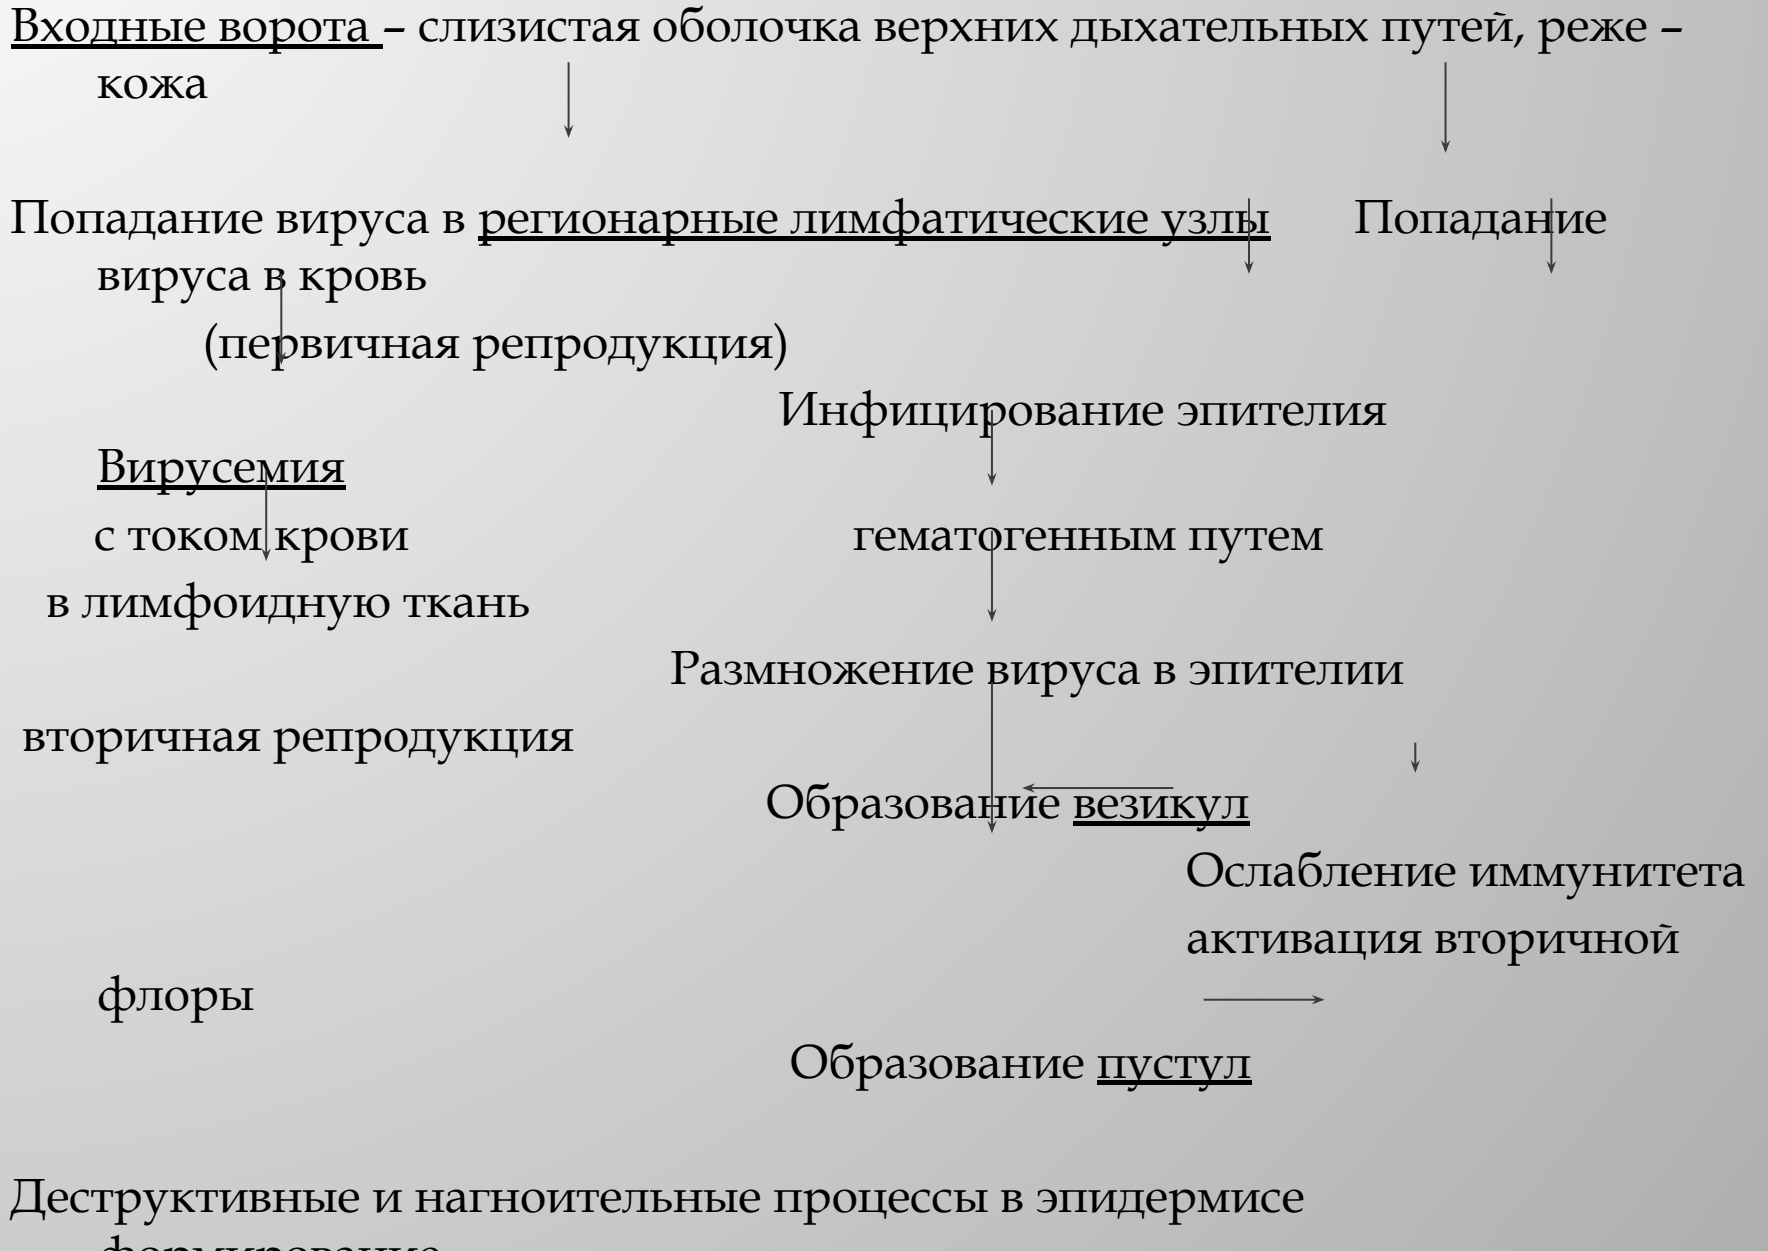 Входные ворота – слизистая оболочка верхних дыхательных путей, реже –
кожа
Попадание вируса в регионарные лимфатические узлы Попадание
вируса в кровь
(первичная репродукция)
Инфицирование эпителия
Вирусемия
с током крови гематогенным путем
в лимфоидную ткань
Размножение вируса в эпителии
вторичная репродукция
Образование везикул
Ослабление иммунитета
активация вторичной
флоры
Образование пустул
Деструктивные и нагноительные процессы в эпидермисе
формирование